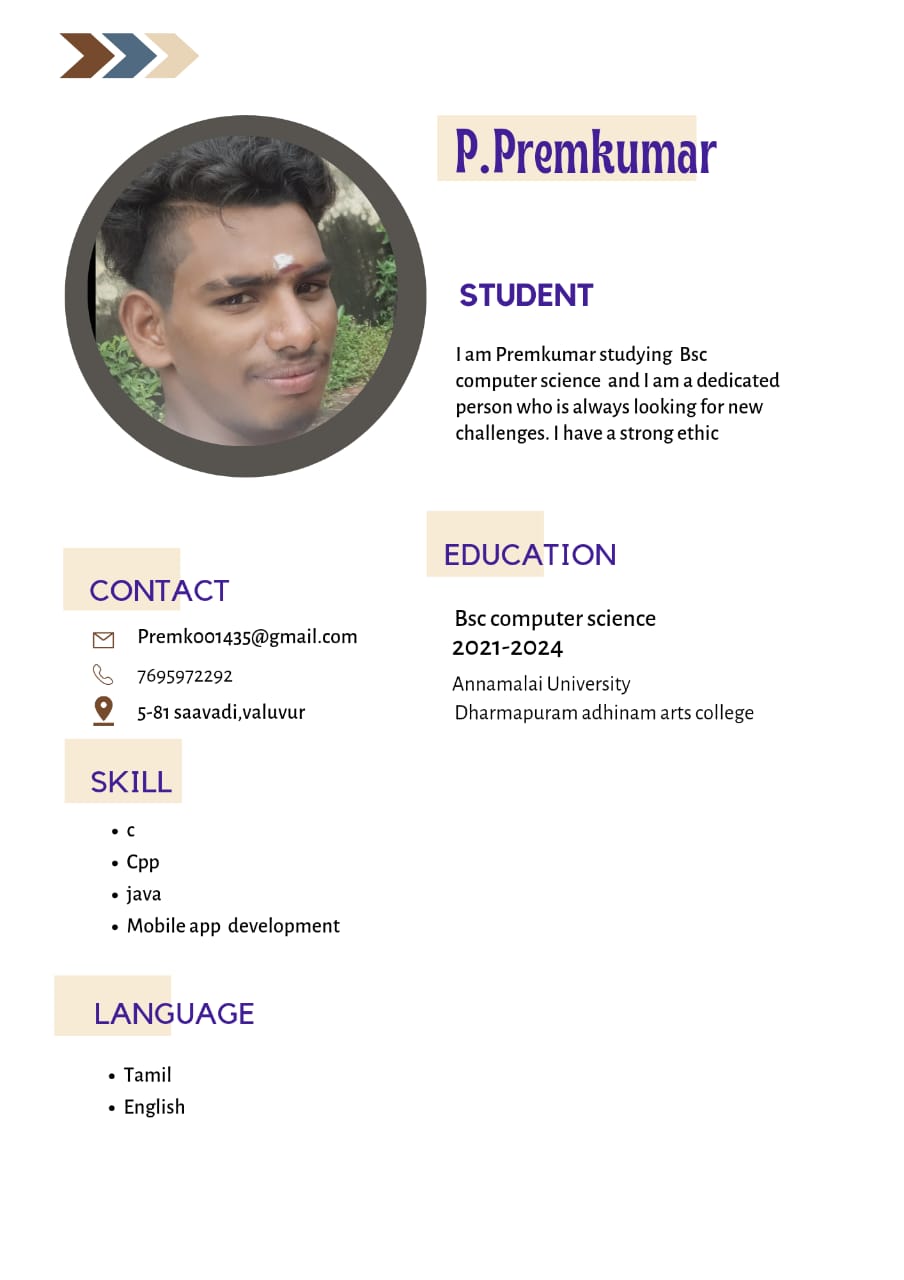 P.Premkumar
STUDENT
I am Premkumar studying Bsc
computer science and I am a dedicated
person who is always looking for new
challenges. I have a strong ethic
EDUCATION
Bsc computer science
2021-2024
Annamalai University
Dharmapuram adhinam arts college
CONTACT
Premk001435@gmail.com
7695972292
5-81 saavadi,valuvur
SKILL
• c
• Cpp
• java
• Mobile app development
LANGUAGE
• Tamil
• English